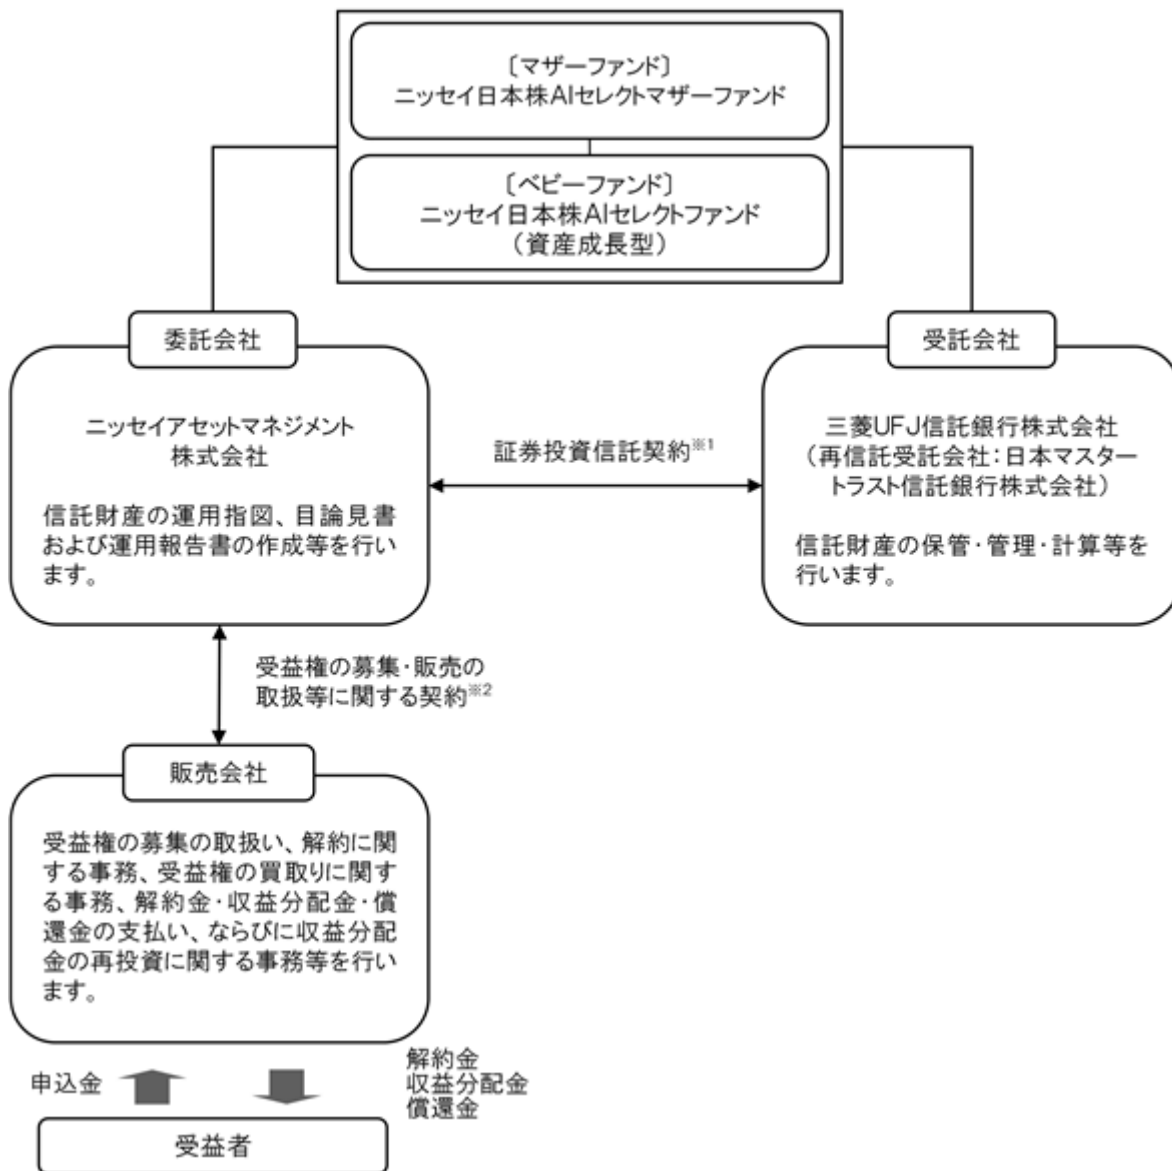 〔マザーファンド〕
ニッセイ日本株AIセレクトマザーファンド
〔ベビーファンド〕
ニッセイ日本株AIセレクトファンド
（資産成長型）
委託会社
ニッセイアセットマネジメント
株式会社
信託財産の運用指図、目論見書
および運用報告書の作成等を行い
ます。
証券投資信託契約※1
受託会社
三菱UFJ信託銀行株式会社
（再信託受託会社：日本マスター
トラスト信託銀行株式会社）
信託財産の保管・管理・計算等を
行います。
受益権の募集・販売の
取扱等に関する契約※2
販売会社
受益権の募集の取扱い、解約に関
する事務、受益権の買取りに関す
る事務、解約金・収益分配金・償
還金の支払い、ならびに収益分配
金の再投資に関する事務等を行い
ます。
申込金
解約金
収益分配金
償還金
受益者